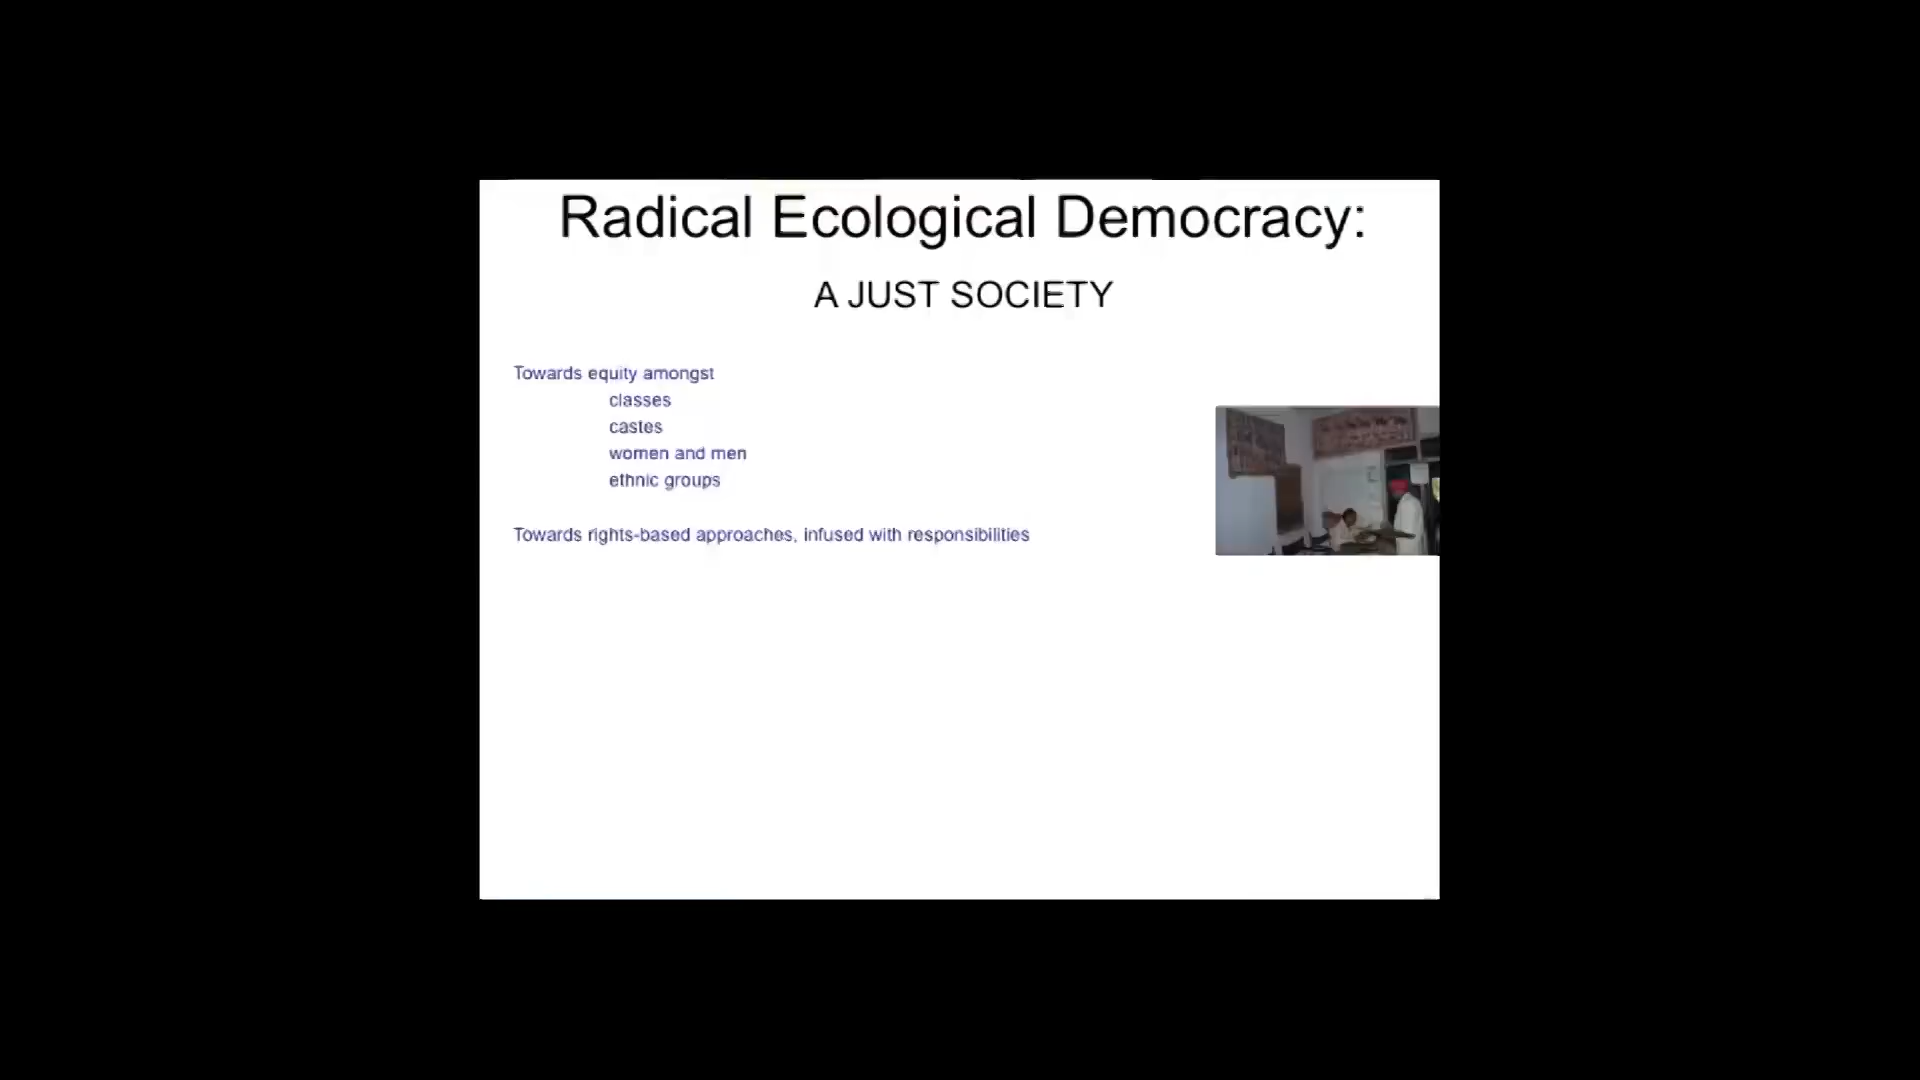 Radical Ecological Democracy:
A JUST SOCIETY
Towards equity amongst
classes
castes
women and men
ethnic groups
Towards rights-based approaches, infused with responsibilities